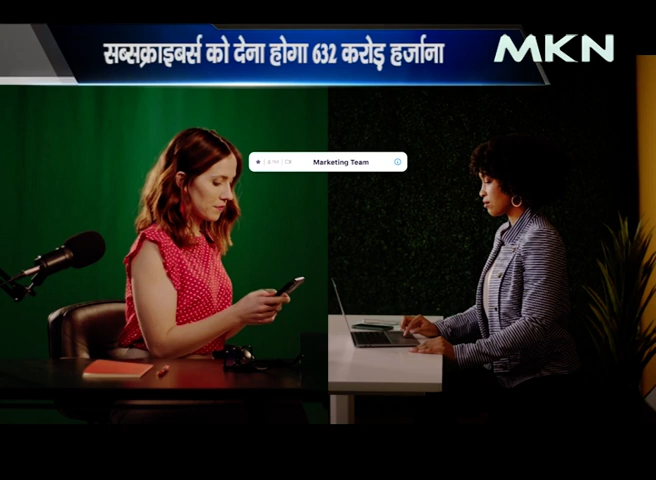 सब्सक्राइबर्स को देना होगा 632 करोड़ हर्जाना
MKN
Marketing Team